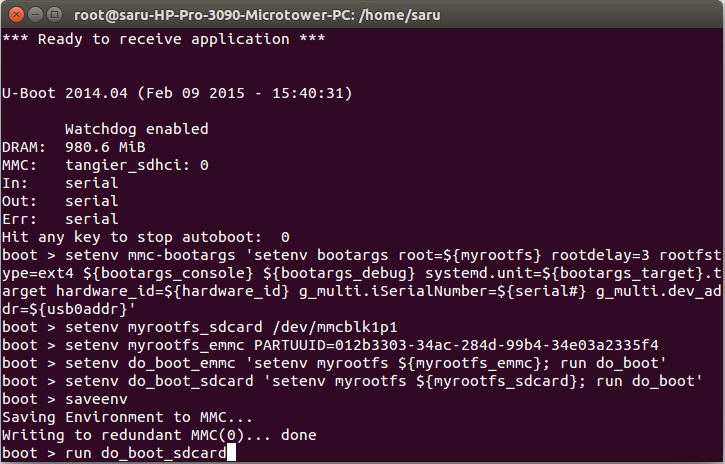 root@saru-HP-Pro-3090-Microtower-PC: /home/saru
*** Ready to receive application ***
U-Boot 2014.04 (Feb 09 2015 - 15:40:31)
Watchdog enabled
DRAM:  980.6 MiB
MMC:   tangier_sdhci: 0
In:    serial
Out:   serial
Err:   serial
Hit any key to stop autoboot:  0
boot > setenv mmc-bootargs 'setenv bootargs root=${myrootfs} rootdelay=3 rootfst
ype=ext4 ${bootargs_console} ${bootargs_debug} systemd.unit=${bootargs_target}.t
arget hardware_id=${hardware_id} g_multi.iSerialNumber=${serial#} g_multi.dev_ad
dr=${usb0addr}'
boot > setenv myrootfs_sdcard /dev/mmcblk1p1
boot > setenv myrootfs_emmc PARTUUID=012b3303-34ac-284d-99b4-34e03a2335f4
boot > setenv do_boot_emmc 'setenv myrootfs ${myrootfs_emmc}; run do_boot'
boot > setenv do_boot_sdcard 'setenv myrootfs ${myrootfs_sdcard}; run do_boot'
boot > saveenv
Saving Environment to MMC...
Writing to redundant MMC(0)... done
boot > run do_boot_sdcard